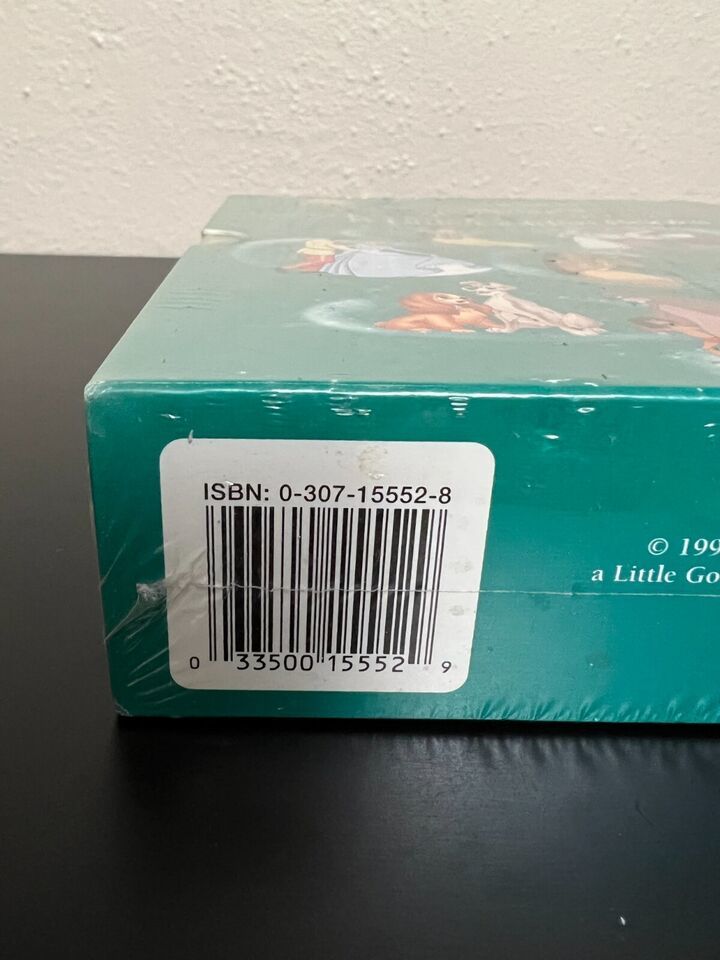 ISBN: 0-307-15552-8
0 33500 15552 9
© 199
a Little Go